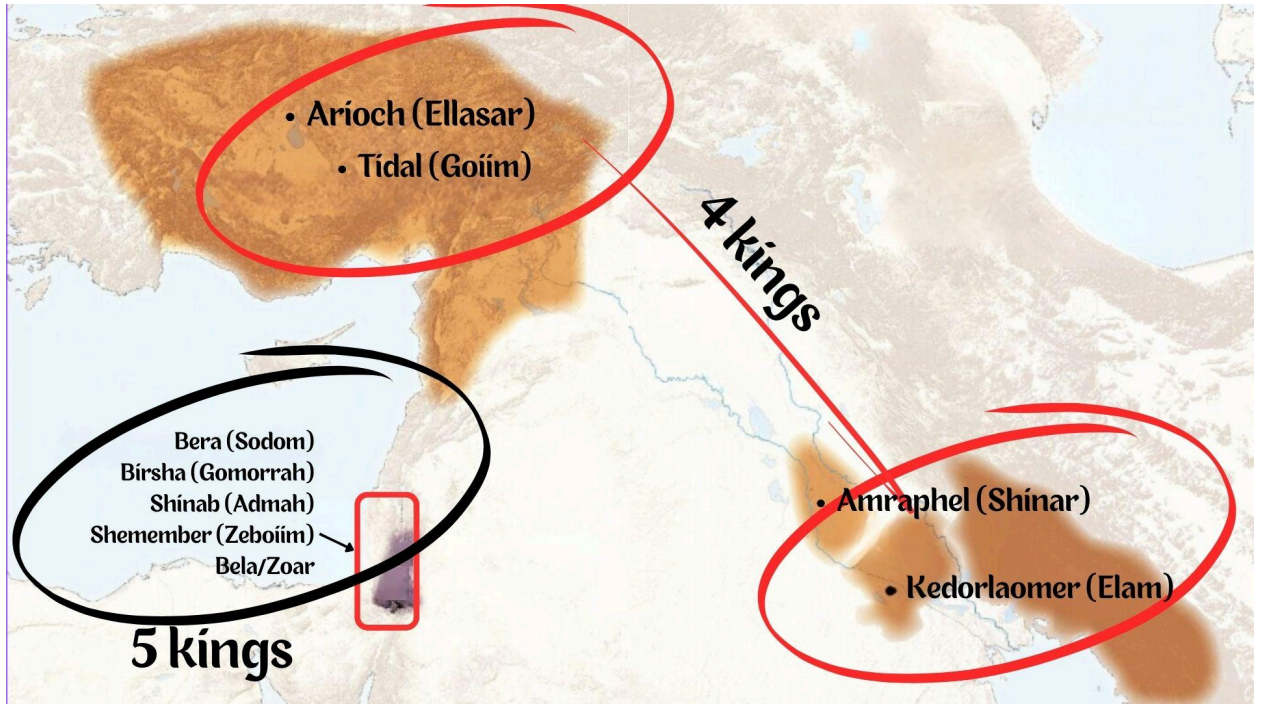 • Arioch (Ellasar)
• Tidal (Goiim)
4 kings
Bera (Sodom)
Birsha (Gomorrah)
Shinab (Admah)
Shemember (Zeboiim)
Bela/Zoar
5 kings
• Amraphel (Shinar)
• Kedorlaomer (Elam)